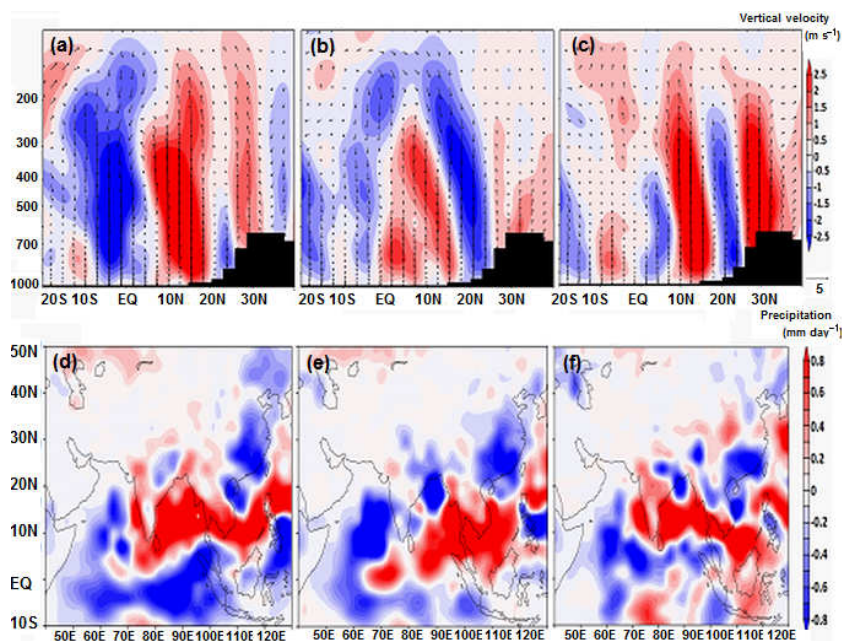 Vertical velocity
(m s⁻¹)
(a) (b) (c)
2.5
2
1.5
1
0.5
0
-0.5
-1
-1.5
-2
-2.5
200
300
400
500
700
1000
20S 10S EQ 10N 20N 30N 20S 10S EQ 10N 20N 30N 20S 10S EQ 10N 20N 30N
5
Precipitation
(mm day⁻¹)
(d) (e) (f)
0.8
0.6
0.4
0.2
0
-0.2
-0.4
-0.6
-0.8
50N
40N
30N
20N
10N
EQ
10S
50E 60E 70E 80E 90E 100E 110E 120E 50E 60E 70E 80E 90E 100E 110E 120E 50E 60E 70E 80E 90E 100E 110E 120E